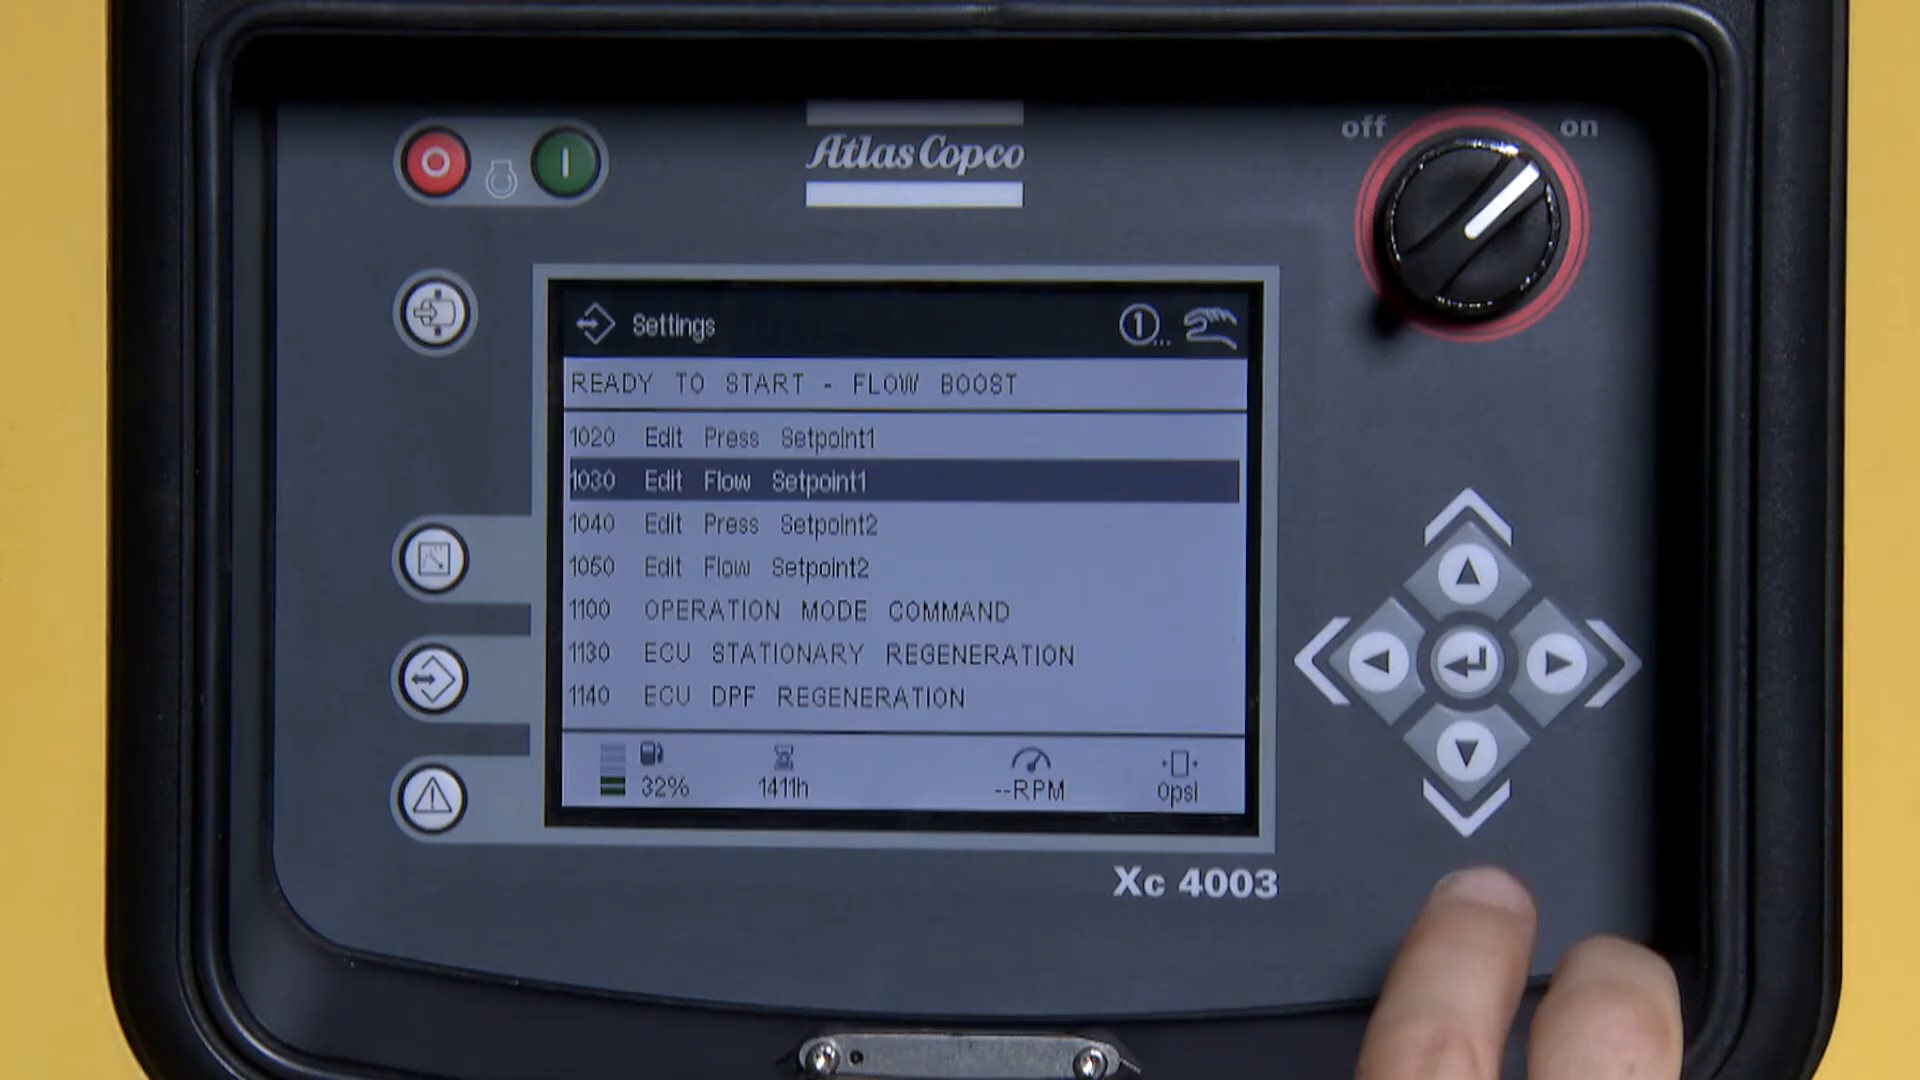 off
on
Atlas Copco
Settings
1...
READY TO START - FLOW BOOST
1020 Edit Press Setpoint1
1030 Edit Flow Setpoint1
1040 Edit Press Setpoint2
1050 Edit Flow Setpoint2
1100 OPERATION MODE COMMAND
1130 ECU STATIONARY REGENERATION
1140 ECU DPF REGENERATION
32% 1411h --RPM 0psi
Xc 4003